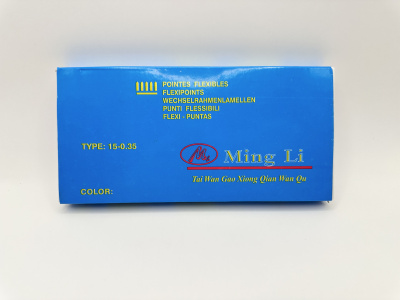 POINTES FLEXIBLES
FLEXIPOINTS
WECHSELRAHMENLAMELLEN
PUNTI FLESSIBILI
FLEXI - PUNTAS
TYPE: 15-0.35
Ming Li
Tai Wan Gao Xiong Qian Wan Qu
COLOR: